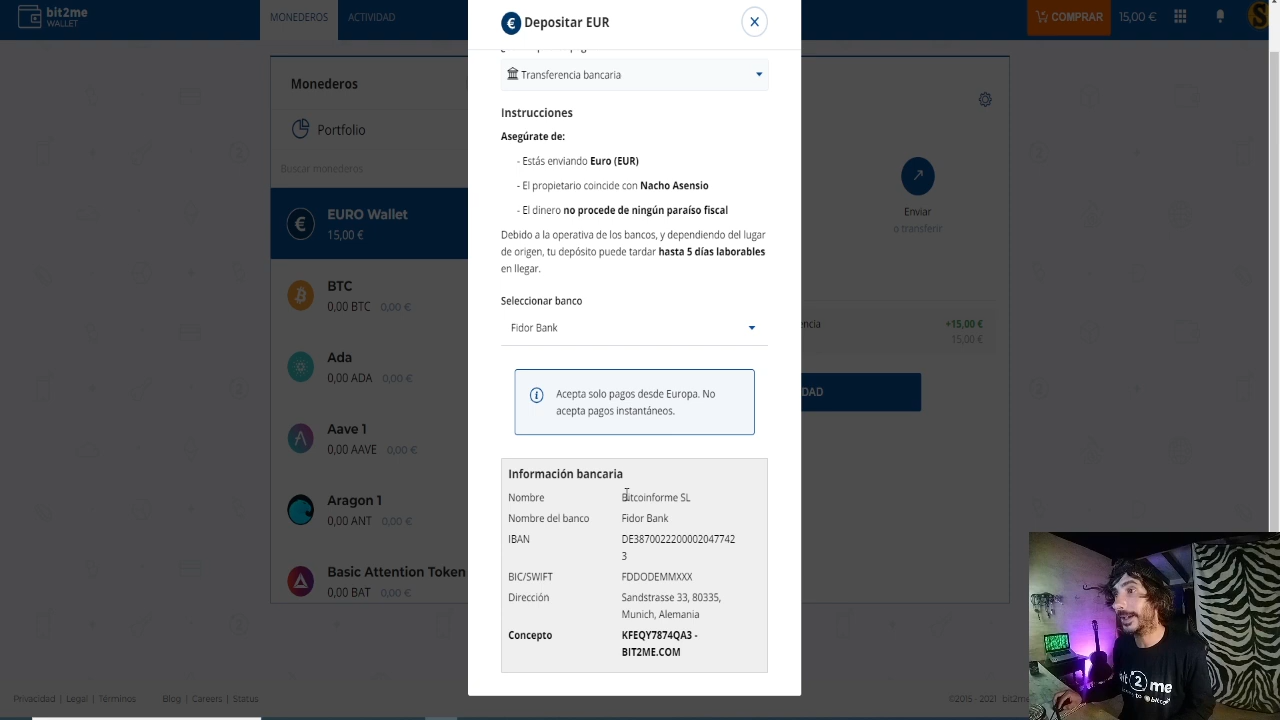 bit2me
WALLET
MONEDEROS
ACTIVIDAD
COMPRAR
15,00 €
Depositar EUR
Transferencia bancaria
Instrucciones
Asegúrate de:
- Estás enviando Euro (EUR)
- El propietario coincide con Nacho Asensio
- El dinero no procede de ningún paraíso fiscal
Debido a la operativa de los bancos, y dependiendo del lugar
de origen, tu depósito puede tardar hasta 5 días laborables
en llegar.
Seleccionar banco
Fidor Bank
Acepta solo pagos desde Europa. No
acepta pagos instantáneos.
Información bancaria
Nombre Bitcoinforme SL
Nombre del banco Fidor Bank
IBAN DE3870022200002047742
3
BIC/SWIFT FDDODEMMXXX
Dirección Sandstrasse 33, 80335,
Munich, Alemania
Concepto KFEQY7874QA3 -
BIT2ME.COM
Monederos
Portfolio
Buscar monederos
EURO Wallet
15,00 €
BTC
0,00 BTC 0,00 €
Ada
0,00 ADA 0,00 €
Aave 1
0,00 AAVE 0,00 €
Aragon 1
0,00 ANT 0,00 €
Basic Attention Token
0,00 BAT 0,00 €
Enviar
o transferir
encia
+15,00 €
15,00 €
DAD
Privacidad | Legal | Términos
Blog | Careers | Status
©2015 - 2021 bit2me